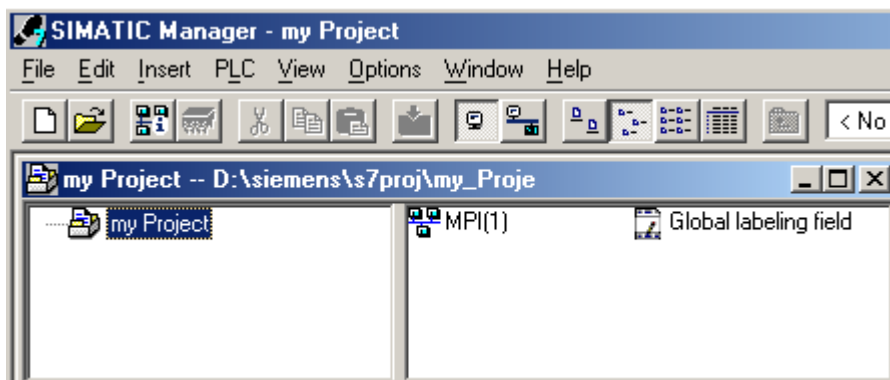 SIMATIC Manager - my Project
File Edit Insert PLC View Options Window Help
< No
my Project -- D:\siemens\s7proj\my_Proje
my Project
MPI(1) Global labeling field